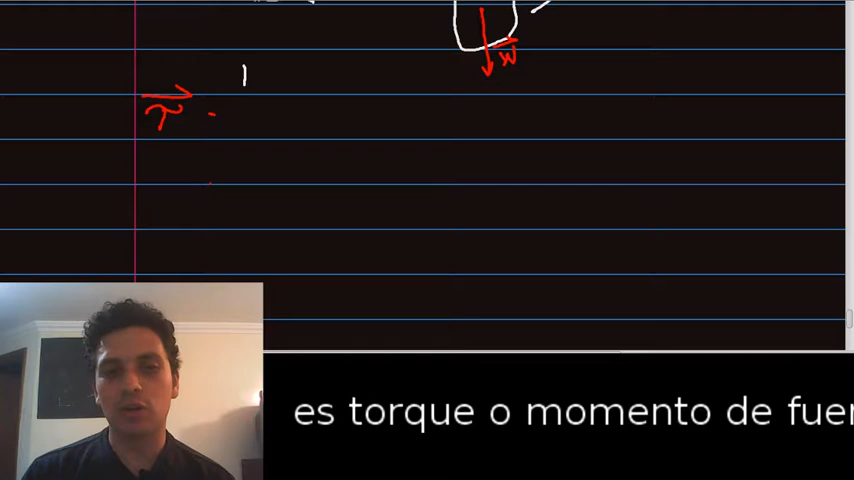 W
τ
es torque o momento de fuer